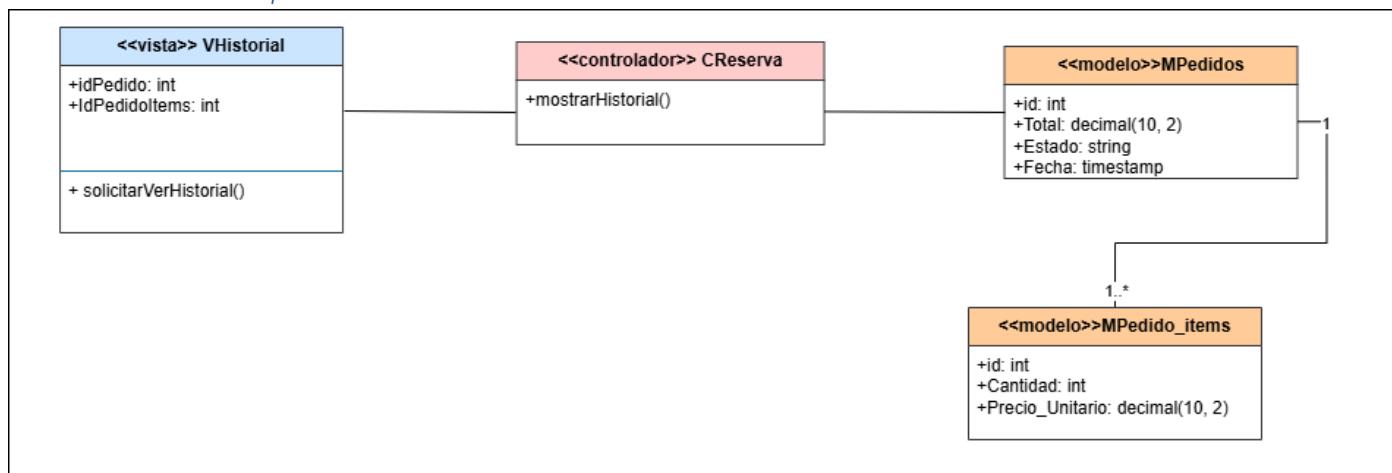 <<vista>> VHistorial
+idPedido: int
+IdPedidoItems: int
+ solicitarVerHistorial()
<<controlador>> CReserva
+mostrarHistorial()
<<modelo>>MPedidos
+id: int
+Total: decimal(10, 2)
+Estado: string
+Fecha: timestamp
1
1..*
<<modelo>>MPedido_items
+id: int
+Cantidad: int
+Precio_Unitario: decimal(10, 2)